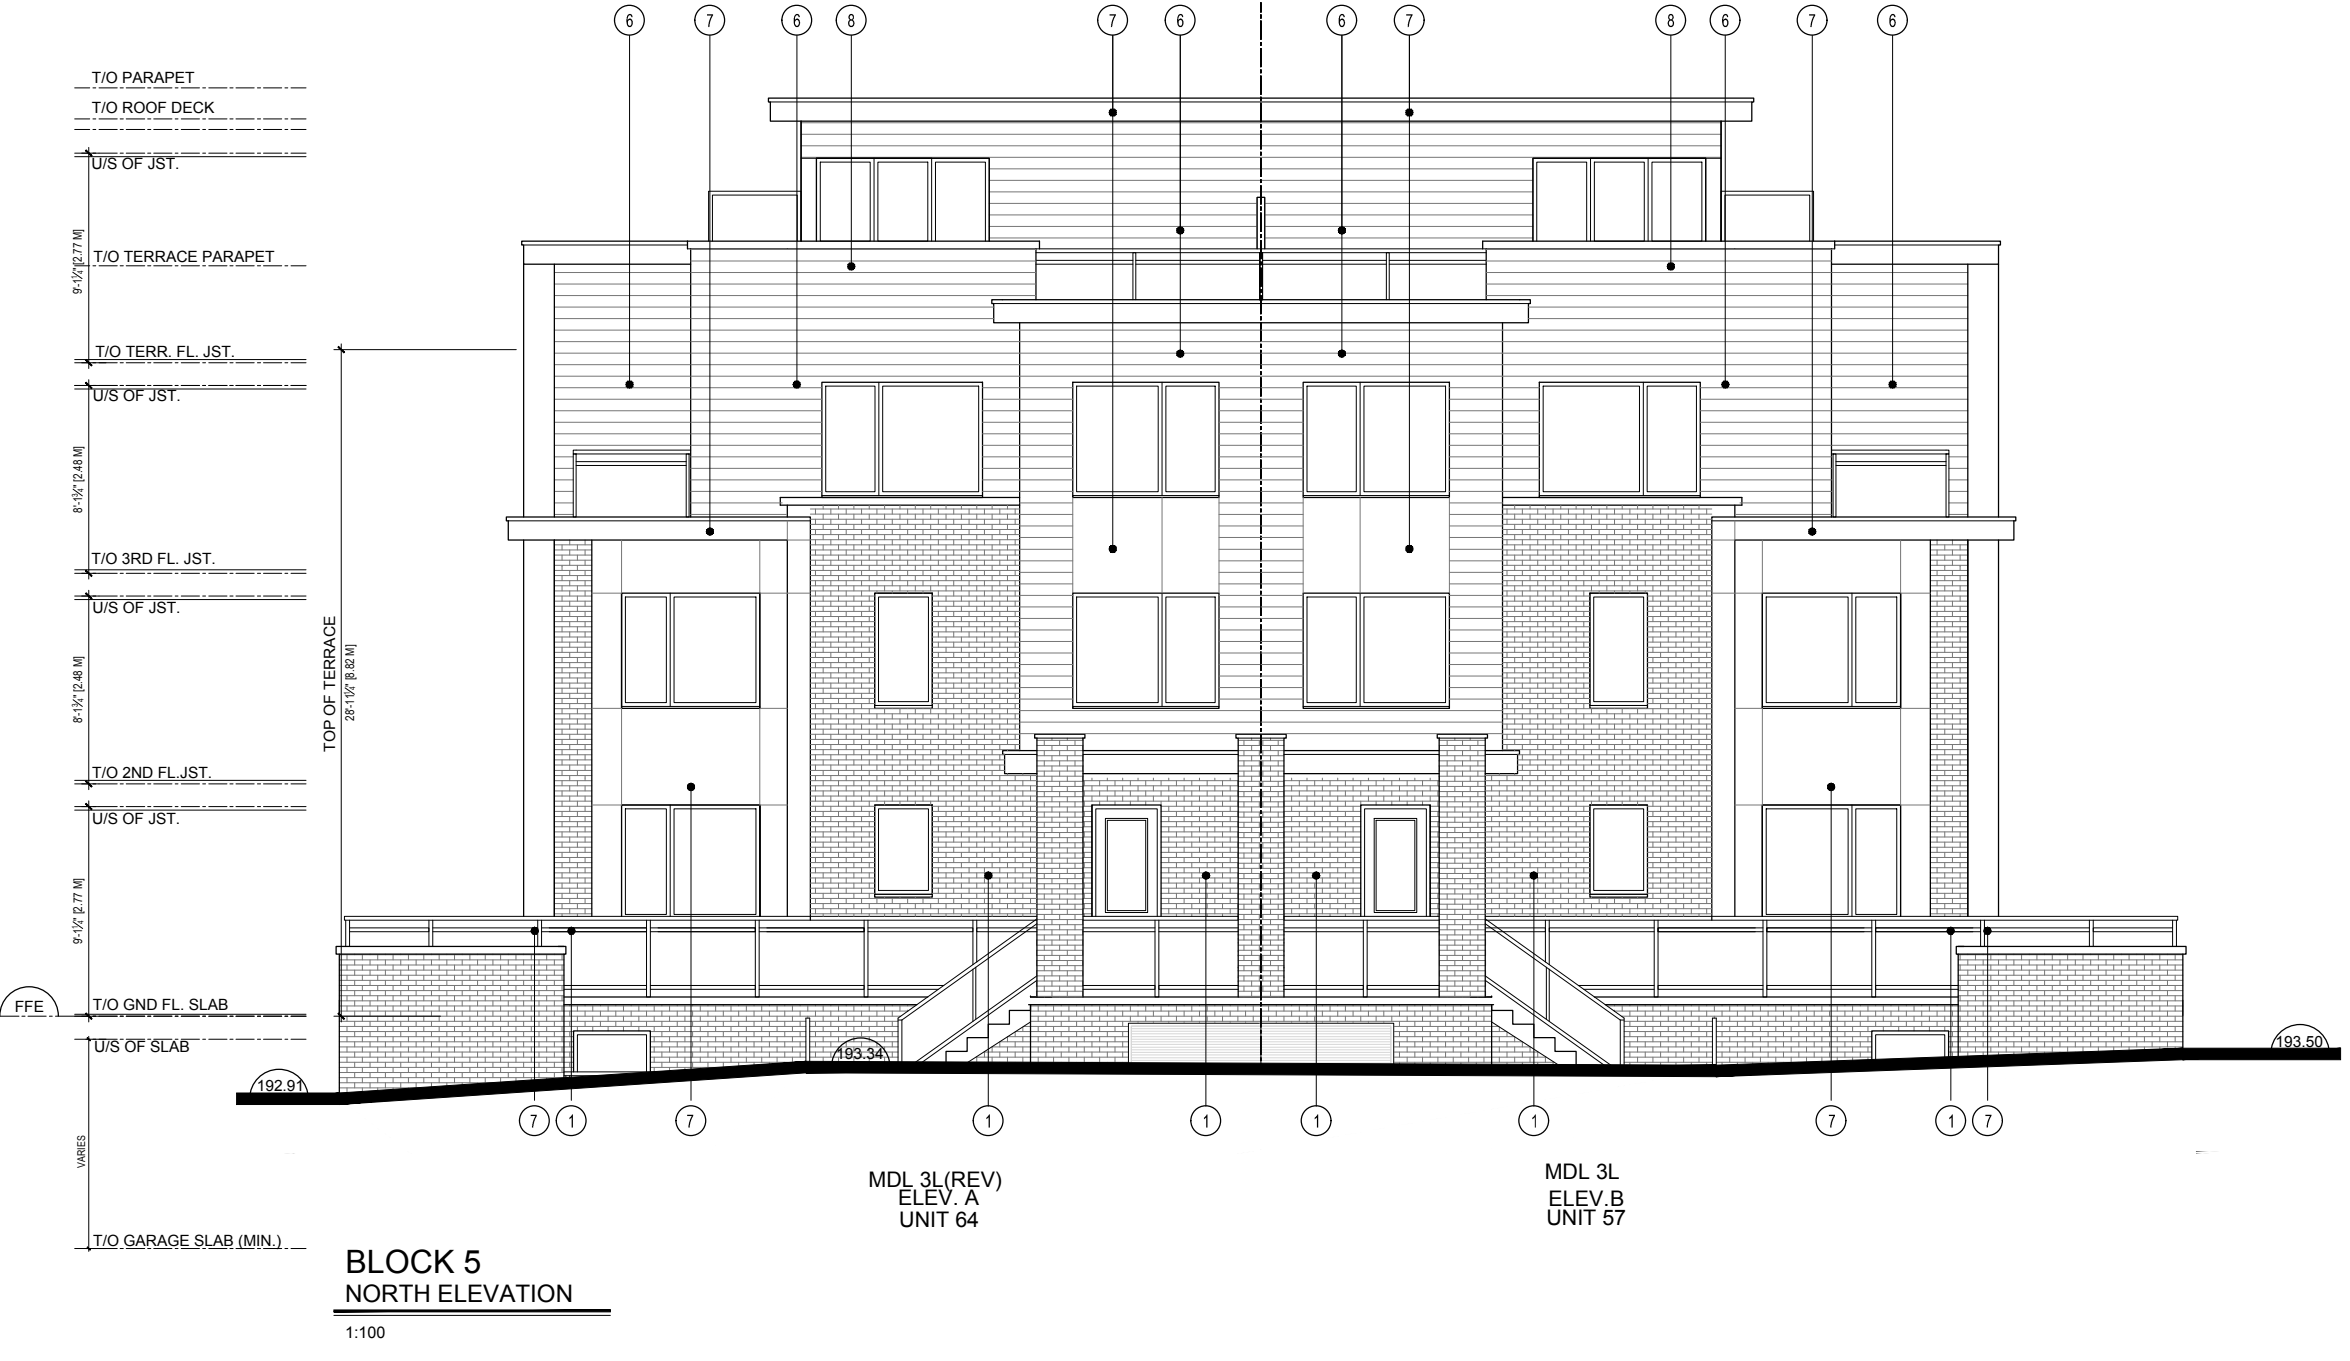 6 7 6 8 7 6 6 7 8 6 7 6
T/O PARAPET
T/O ROOF DECK
U/S OF JST.
9'-1¼" [2.77 M]
T/O TERRACE PARAPET
T/O TERR. FL. JST.
U/S OF JST.
8'-1¾" [2.48 M]
T/O 3RD FL. JST.
U/S OF JST.
TOP OF TERRACE
28'-11¼" [8.82 M]
8'-1¾" [2.48 M]
T/O 2ND FL.JST.
U/S OF JST.
9'-1¼" [2.77 M]
FFE
T/O GND FL. SLAB
U/S OF SLAB
193.34
193.50
192.91
7 1 7 1 1 1 1 7 1 7
VARIES
T/O GARAGE SLAB (MIN.)
MDL 3L(REV)
ELEV. A
UNIT 64
MDL 3L
ELEV.B
UNIT 57
BLOCK 5
NORTH ELEVATION
1:100